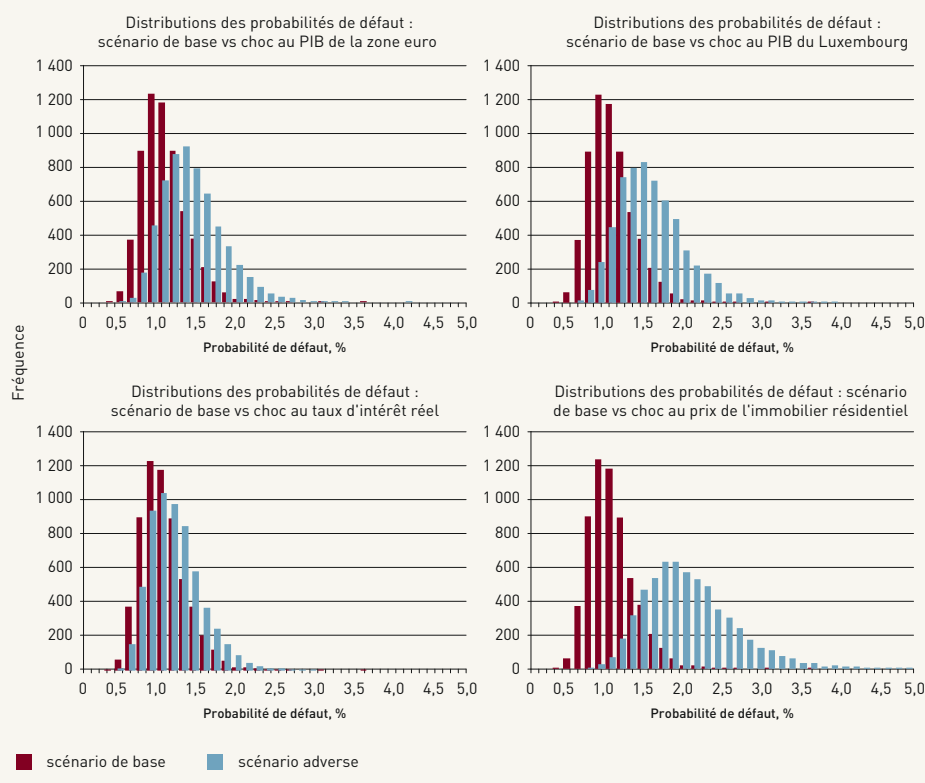 Distributions des probabilités de défaut :
scénario de base vs choc au PIB de la zone euro
1 400
1 200
1 000
800
600
400
200
0
0 0,5 1,0 1,5 2,0 2,5 3,0 3,5 4,0 4,5 5,0
Probabilité de défaut, %
Distributions des probabilités de défaut :
scénario de base vs choc au PIB du Luxembourg
1 400
1 200
1 000
800
600
400
200
0
0 0,5 1,0 1,5 2,0 2,5 3,0 3,5 4,0 4,5 5,0
Probabilité de défaut, %
Fréquence
Distributions des probabilités de défaut :
scénario de base vs choc au taux d'intérêt réel
1 400
1 200
1 000
800
600
400
200
0
0 0,5 1,0 1,5 2,0 2,5 3,0 3,5 4,0 4,5 5,0
Probabilité de défaut, %
Distributions des probabilités de défaut : scénario
de base vs choc au prix de l'immobilier résidentiel
1 400
1 200
1 000
800
600
400
200
0
0 0,5 1,0 1,5 2,0 2,5 3,0 3,5 4,0 4,5 5,0
Probabilité de défaut, %
scénario de base
scénario adverse